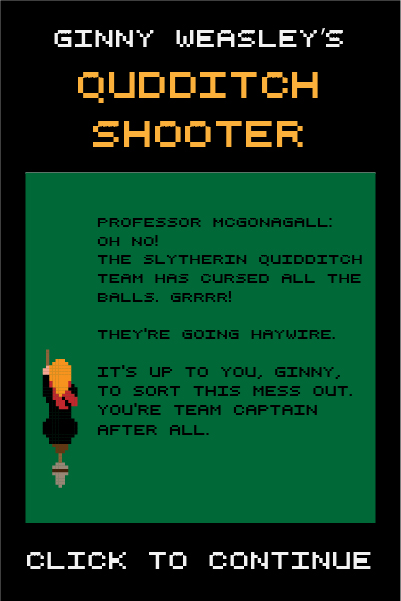 GINNY WEASLEY'S
QUDDITCH
SHOOTER
PROFESSOR MCGONAGALL:
OH NO!
THE SLYTHERIN QUIDDITCH
TEAM HAS CURSED ALL THE
BALLS. GRRRR!
THEY'RE GOING HAYWIRE.
IT'S UP TO YOU, GINNY,
TO SORT THIS MESS OUT.
YOU'RE TEAM CAPTAIN
AFTER ALL.
CLICK TO CONTINUE